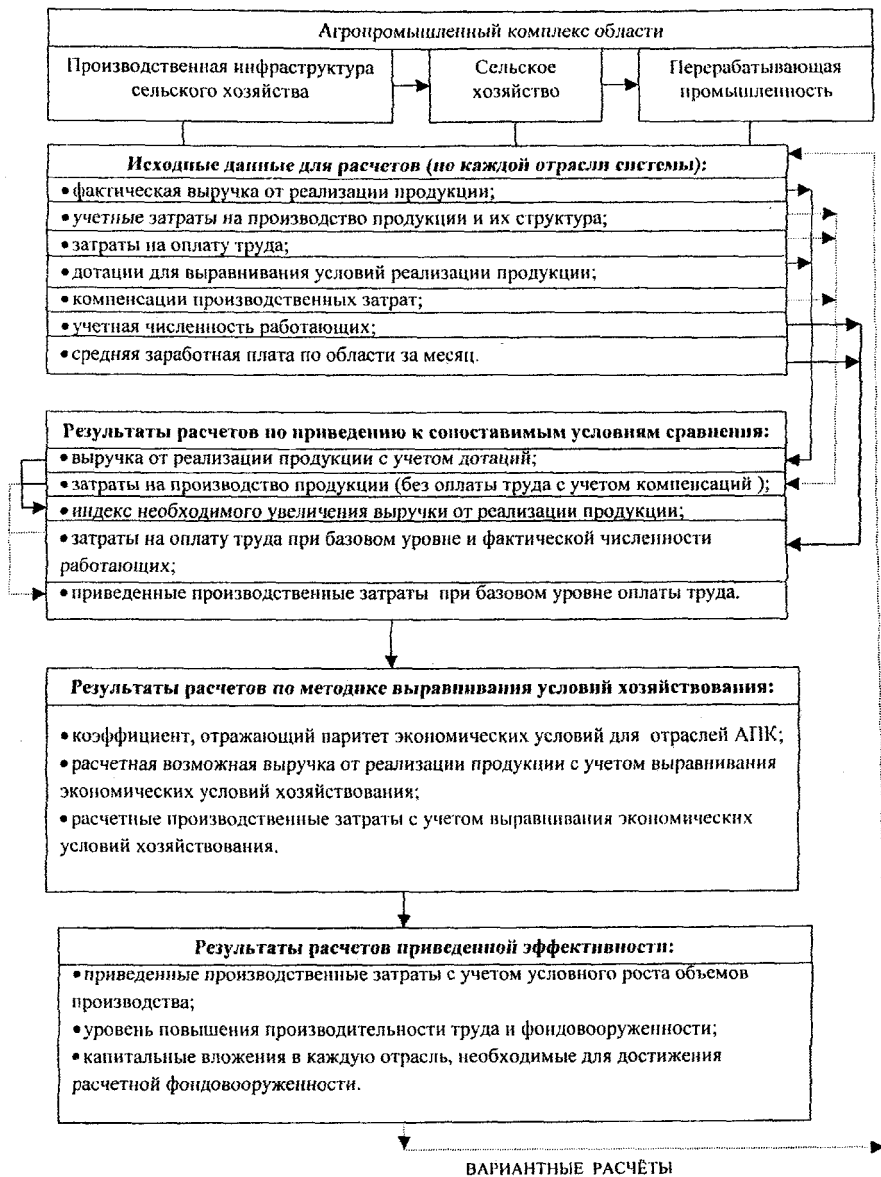 Агропромышленный комплекс области
Производственная инфраструктура
сельского хозяйства
Сельское
хозяйство
Перерабатывающая
промышленность
Исходные данные для расчетов (по каждой отрасли системы):
• фактическая выручка от реализации продукции;
• учетные затраты на производство продукции и их структура;
• затраты на оплату труда;
• дотации для выравнивания условий реализации продукции;
• компенсации производственных затрат;
• учетная численность работающих;
• средняя заработная плата по области за месяц.
Результаты расчетов по приведению к сопоставимым условиям сравнения:
• выручка от реализации продукции с учетом дотаций;
• затраты на производство продукции (без оплаты труда с учетом компенсаций );
• индекс необходимого увеличения выручки от реализации продукции;
• затраты на оплату труда при базовом уровне и фактической численности
работающих;
• приведенные производственные затраты при базовом уровне оплаты труда.
Результаты расчетов по методике выравнивания условий хозяйствования:
• коэффициент, отражающий паритет экономических условий для отраслей АПК;
• расчетная возможная выручка от реализации продукции с учетом выравнивания
экономических условий хозяйствования;
• расчетные производственные затраты с учетом выравнивания экономических
условий хозяйствования.
Результаты расчетов приведенной эффективности:
• приведенные производственные затраты с учетом условного роста объемов
производства;
• уровень повышения производительности труда и фондовооруженности;
• капитальные вложения в каждую отрасль, необходимые для достижения
расчетной фондовооруженности.
ВАРИАНТНЫЕ РАСЧЁТЫ